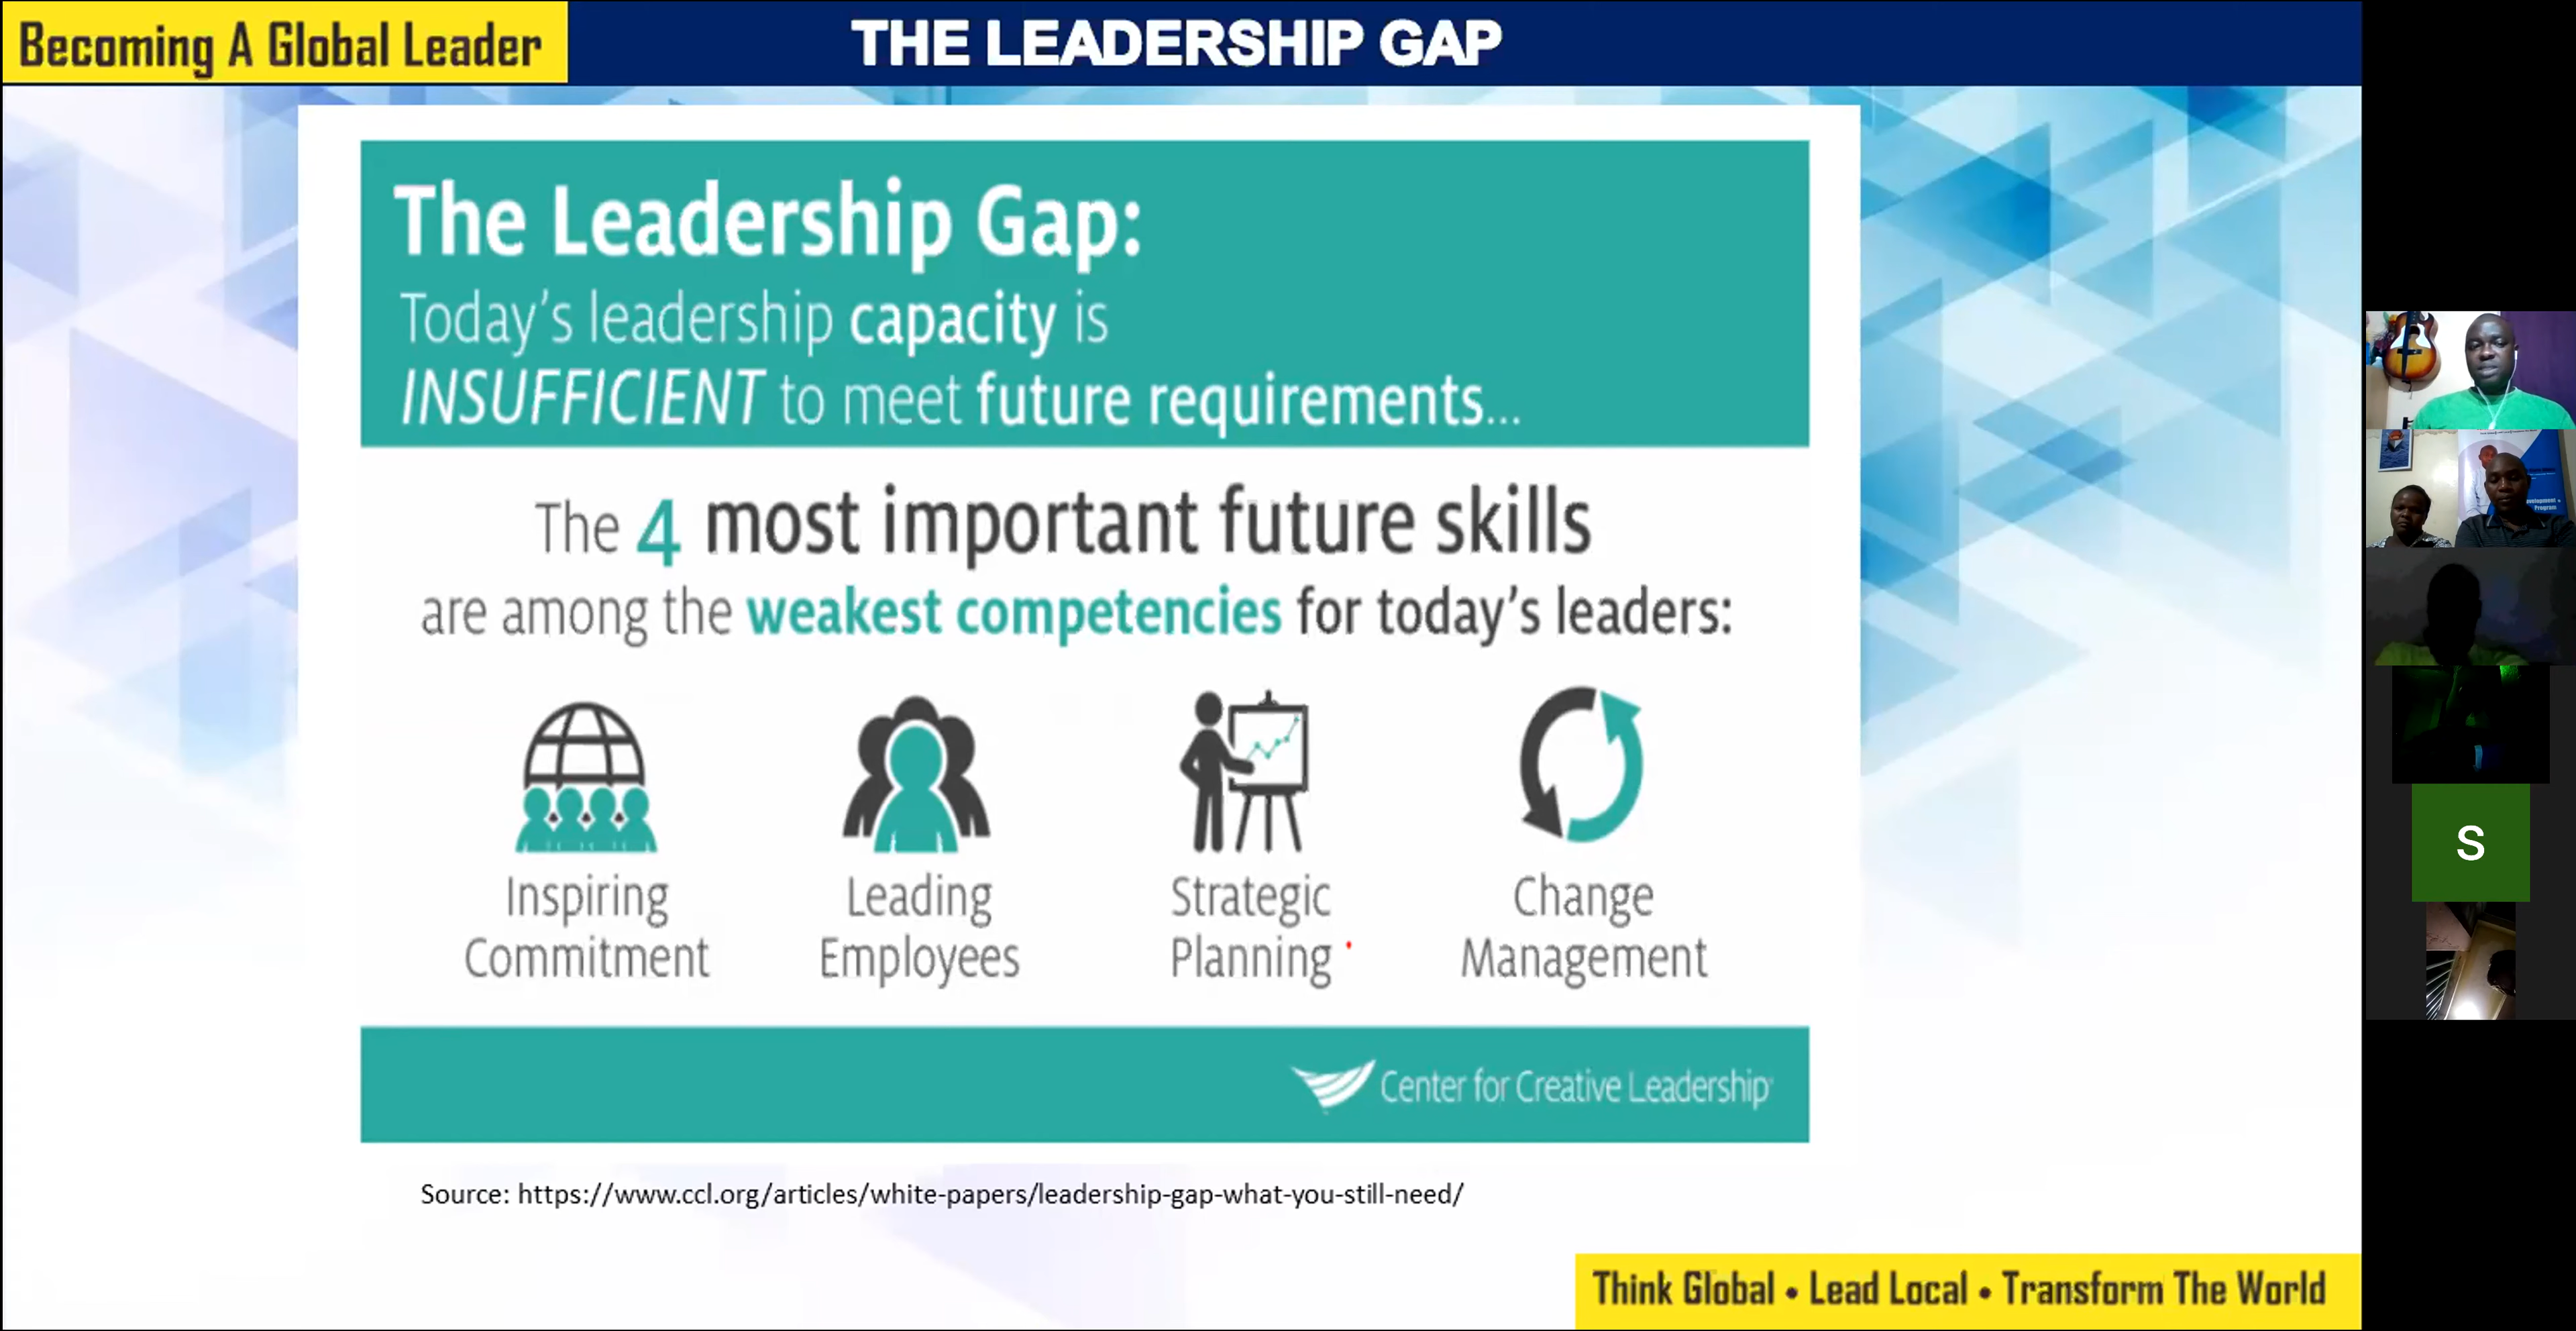 Becoming A Global Leader
THE LEADERSHIP GAP
The Leadership Gap:
Today's leadership capacity is
INSUFFICIENT to meet future requirements...
The 4 most important future skills
are among the weakest competencies for today's leaders:
Inspiring
Commitment
Leading
Employees
Strategic
Planning
Change
Management
Center for Creative Leadership
Source: https://www.ccl.org/articles/white-papers/leadership-gap-what-you-still-need/
Think Global • Lead Local • Transform The World
S
Program